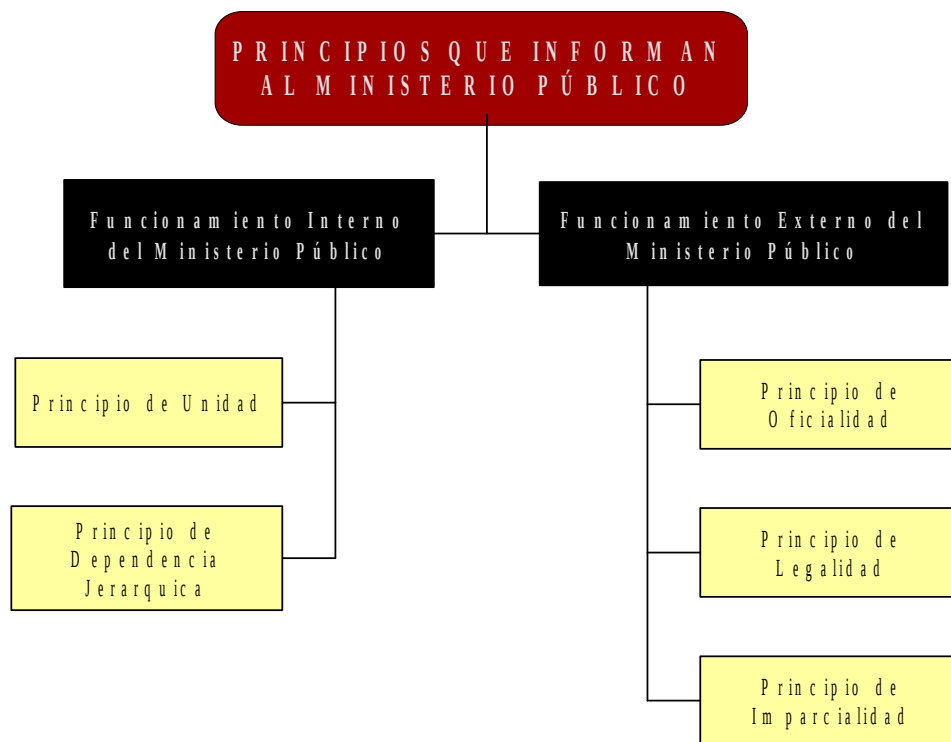 PRINCIPIOS QUE INFORMAN
AL MINISTERIO PÚBLICO
Funcionamiento Interno
del Ministerio Público
Funcionamiento Externo del
Ministerio Público
Principio de Unidad
Principio de
Dependencia
Jerarquica
Principio de
Oficialidad
Principio de
Legalidad
Principio de
Imparcialidad